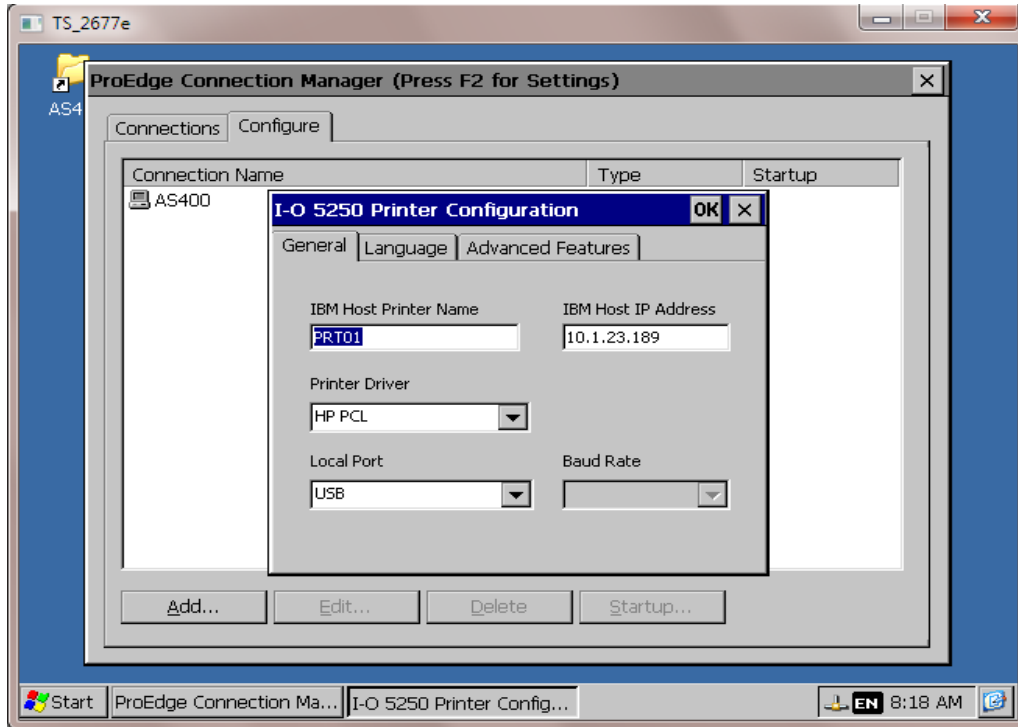 TS_2677e
AS4
ProEdge Connection Manager (Press F2 for Settings)
Connections Configure
Connection Name Type Startup
AS400
I-O 5250 Printer Configuration OK
General Language Advanced Features
IBM Host Printer Name IBM Host IP Address
PRT01 10.1.23.189
Printer Driver
HP PCL
Local Port Baud Rate
USB
Add... Edit... Delete Startup...
Start ProEdge Connection Ma... I-O 5250 Printer Config... EN 8:18 AM